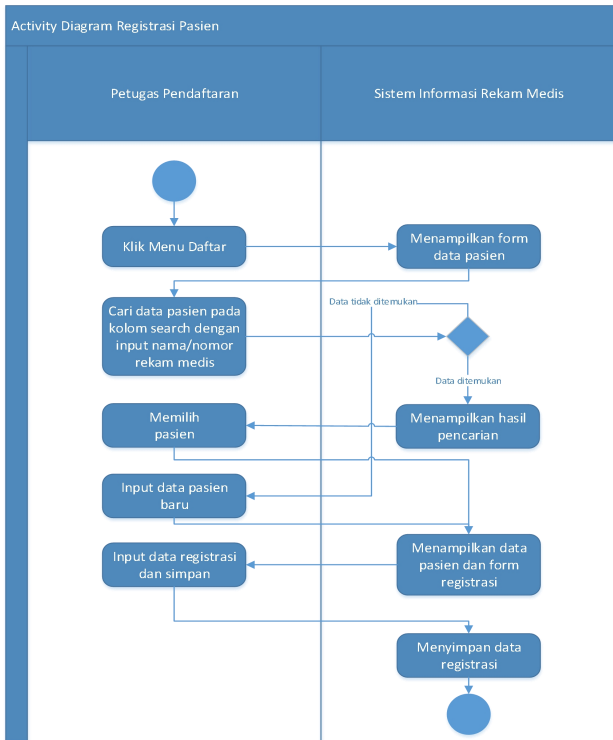 Activity Diagram Registrasi Pasien
Petugas Pendaftaran
Sistem Informasi Rekam Medis
Klik Menu Daftar
Menampilkan form
data pasien
Cari data pasien pada
kolom search dengan
input nama/nomor
rekam medis
Data tidak ditemukan
Data ditemukan
Memilih
pasien
Menampilkan hasil
pencarian
Input data pasien
baru
Input data registrasi
dan simpan
Menampilkan data
pasien dan form
registrasi
Menyimpan data
registrasi